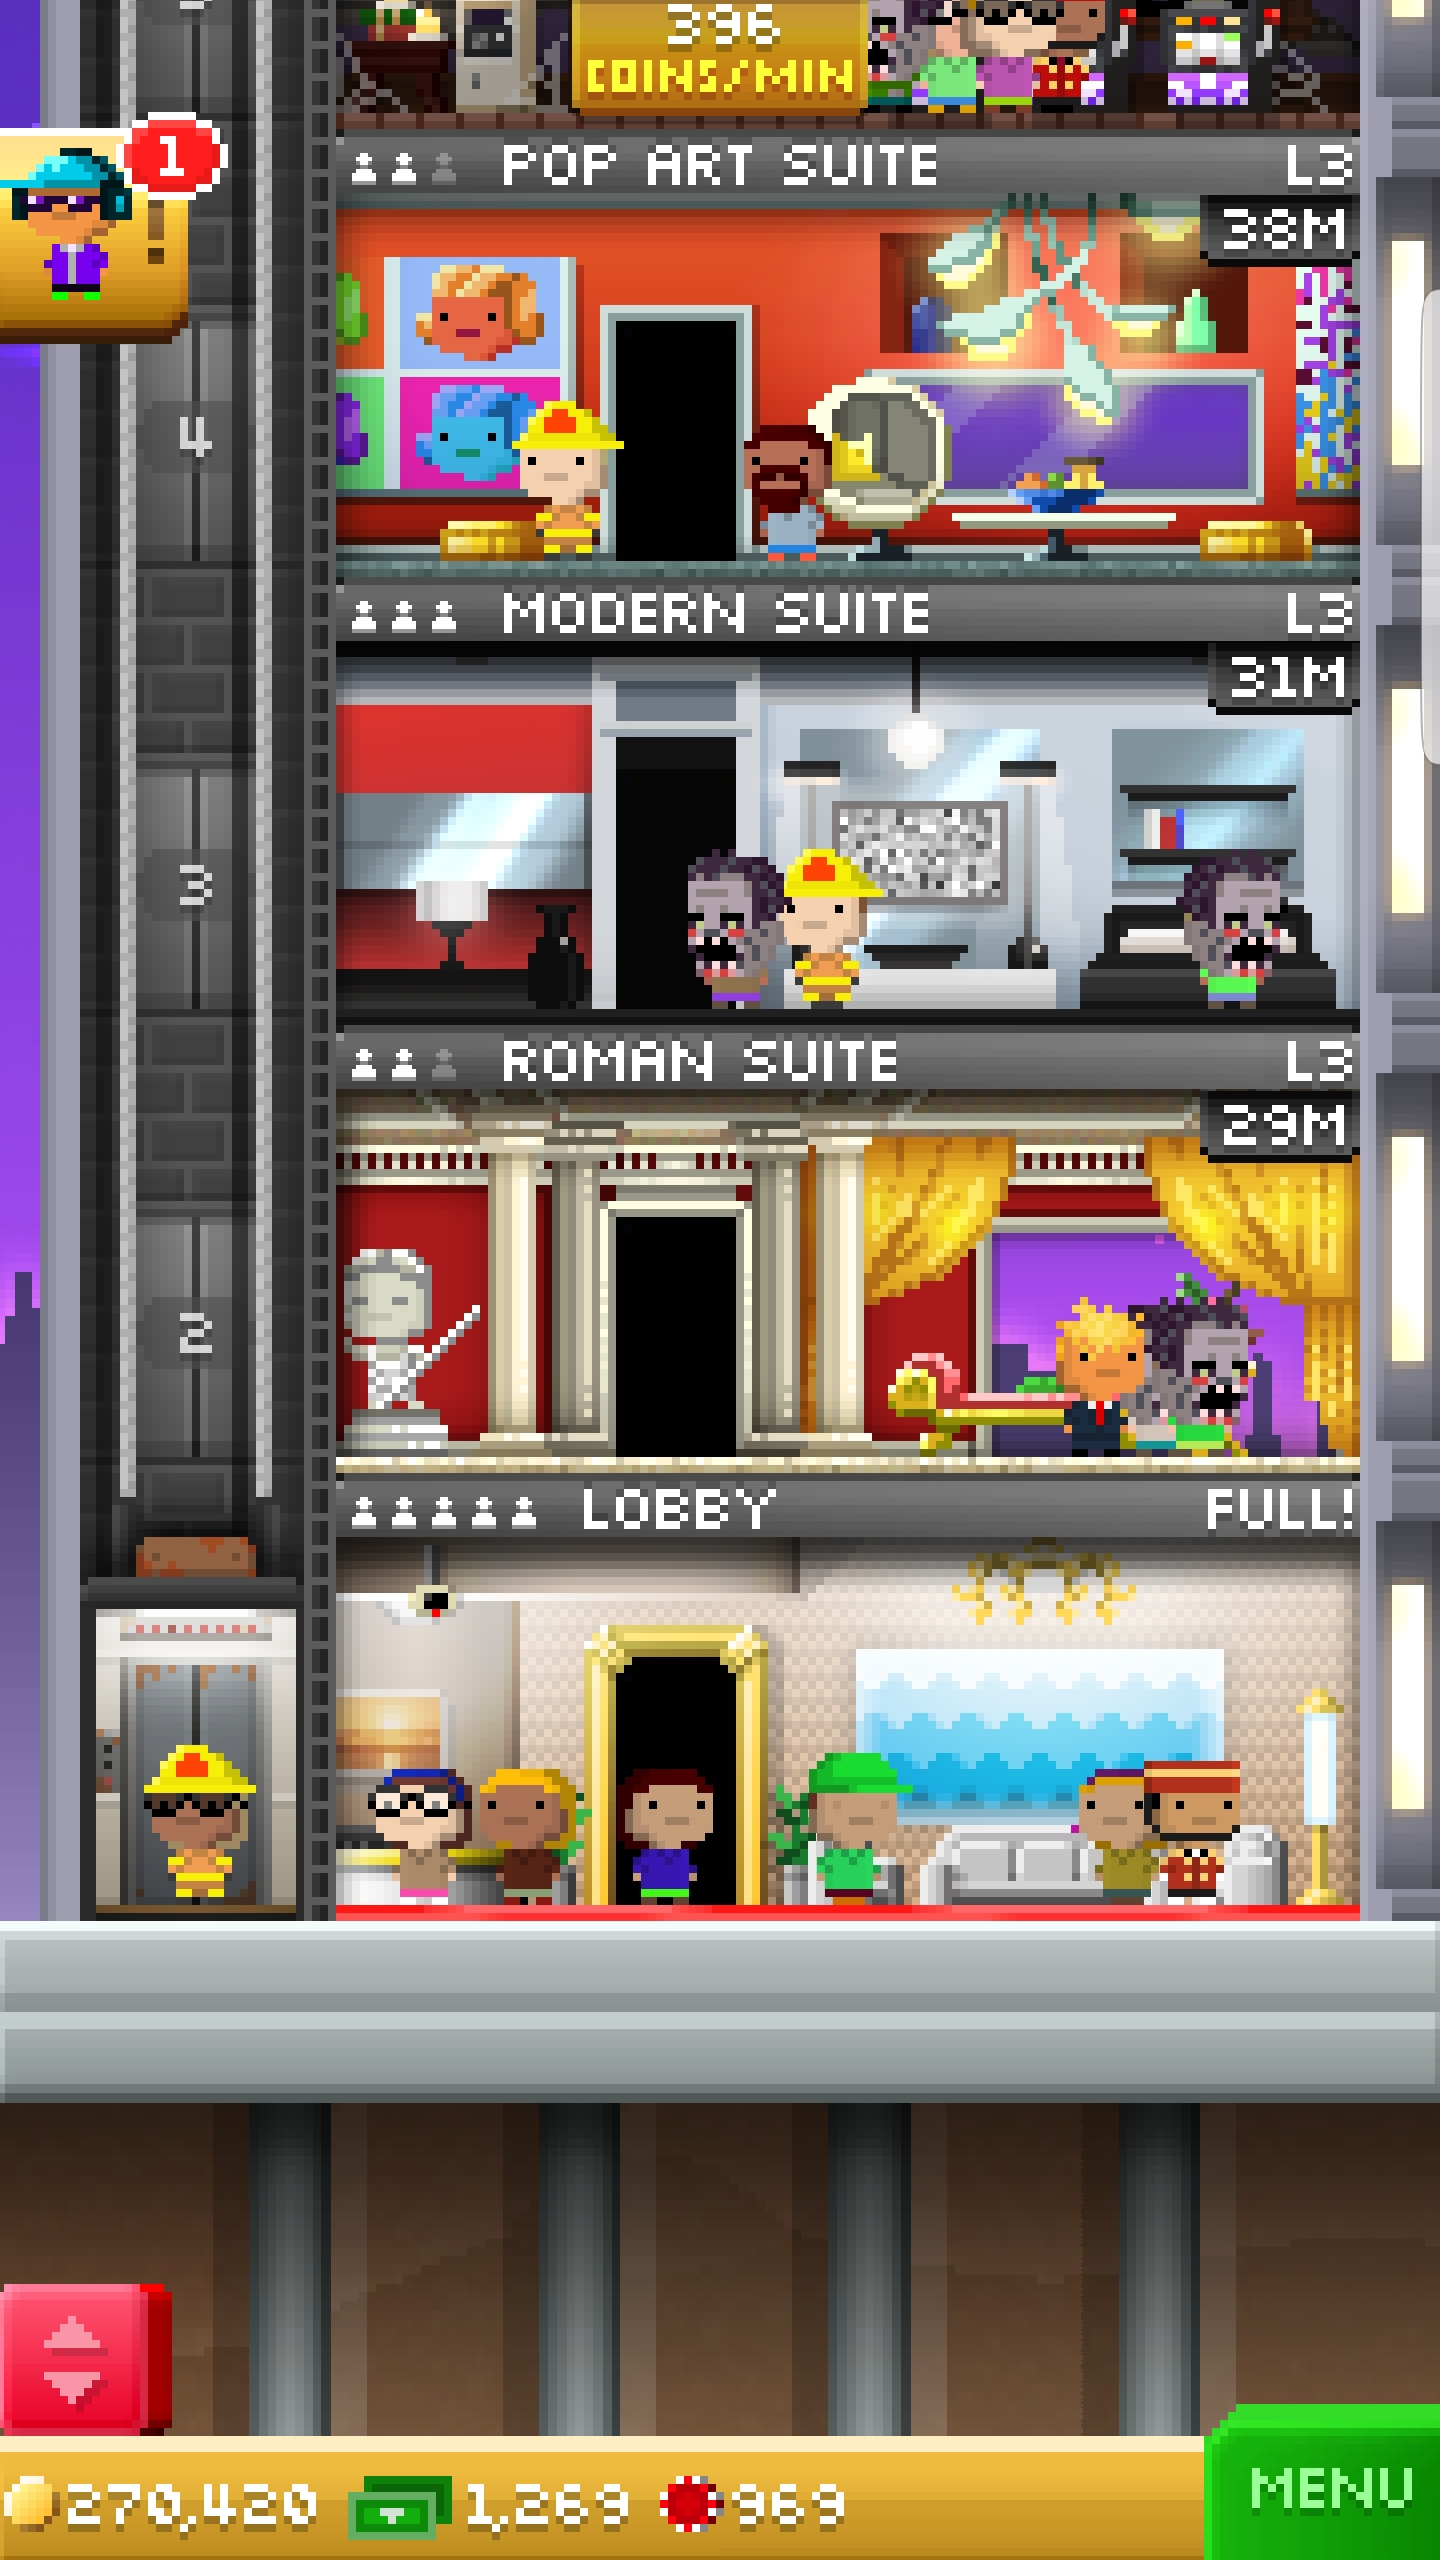 396
COINS/MIN
1
!
POP ART SUITE L3
38M
4
MODERN SUITE L3
31M
3
ROMAN SUITE L3
29M
2
LOBBY FULL!
270,420 1,269 969
MENU